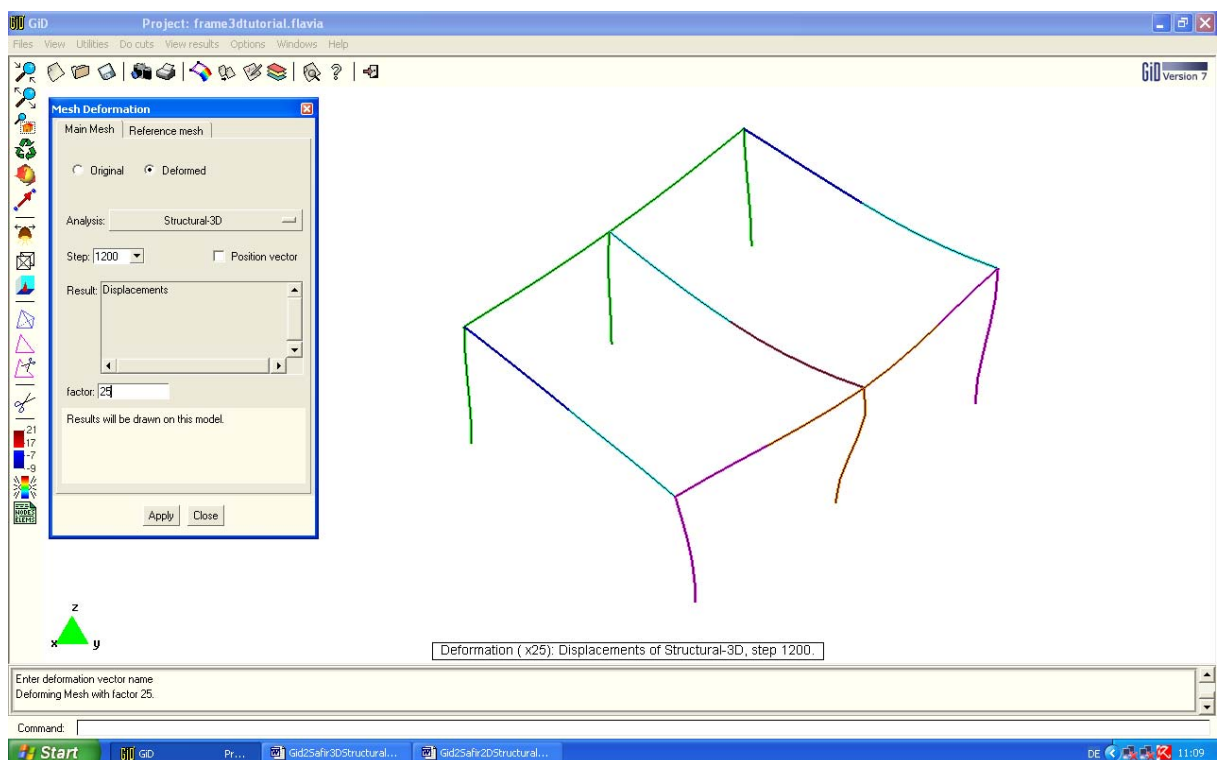 GiD Project: frame3dtutorial.flavia
Files View Utilities Do cuts View results Options Windows Help
GiD Version 7
Mesh Deformation
Main Mesh Reference mesh
Original Deformed
Analysis: Structural-3D
Step: 1200 Position vector
Result: Displacements
factor: 25
Results will be drawn on this model.
Apply Close
21
17
-7
-9
NODES
ELEMS
z
x y
Deformation ( x25): Displacements of Structural-3D, step 1200.
Enter deformation vector name
Deforming Mesh with factor 25.
Command:
Start GiD Pr... Gid2Safir3DStructural... Gid2Safir2DStructural... DE 11:09